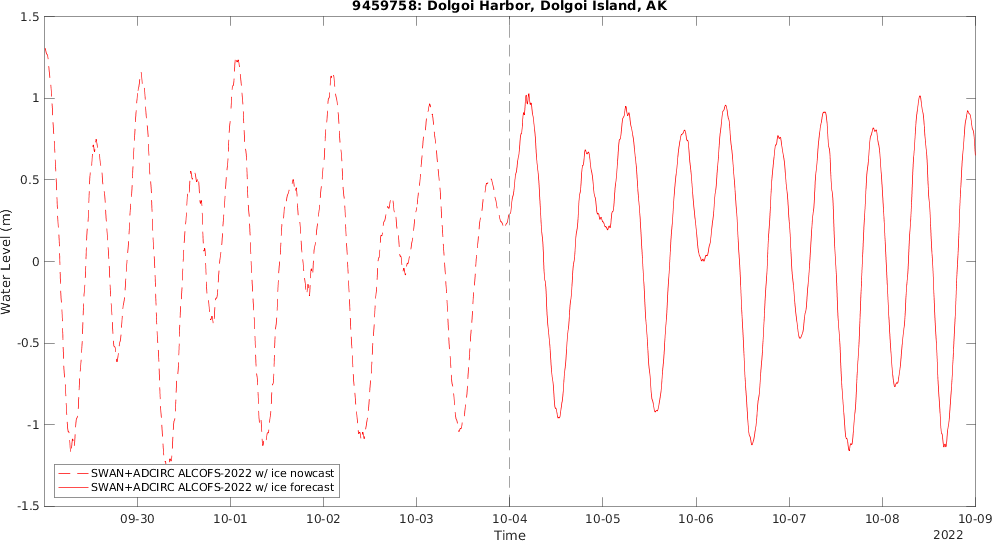 9459758: Dolgoi Harbor, Dolgoi Island, AK
1.5
1
0.5
0
-0.5
-1
-1.5
Water Level (m)
SWAN+ADCIRC ALCOFS-2022 w/ ice nowcast
SWAN+ADCIRC ALCOFS-2022 w/ ice forecast
09-30 10-01 10-02 10-03 10-04 10-05 10-06 10-07 10-08 10-09
Time
2022